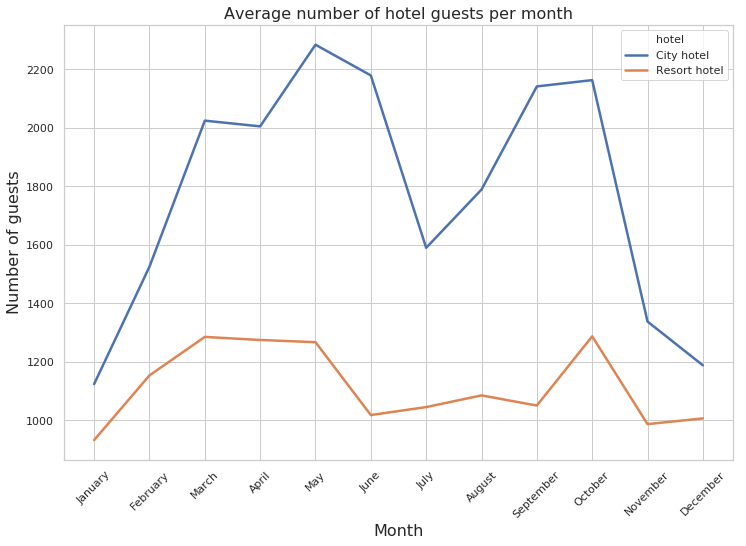 Average number of hotel guests per month
hotel
City hotel
Resort hotel
Number of guests
2200
2000
1800
1600
1400
1200
1000
January
February
March
April
May
June
July
August
September
October
November
December
Month